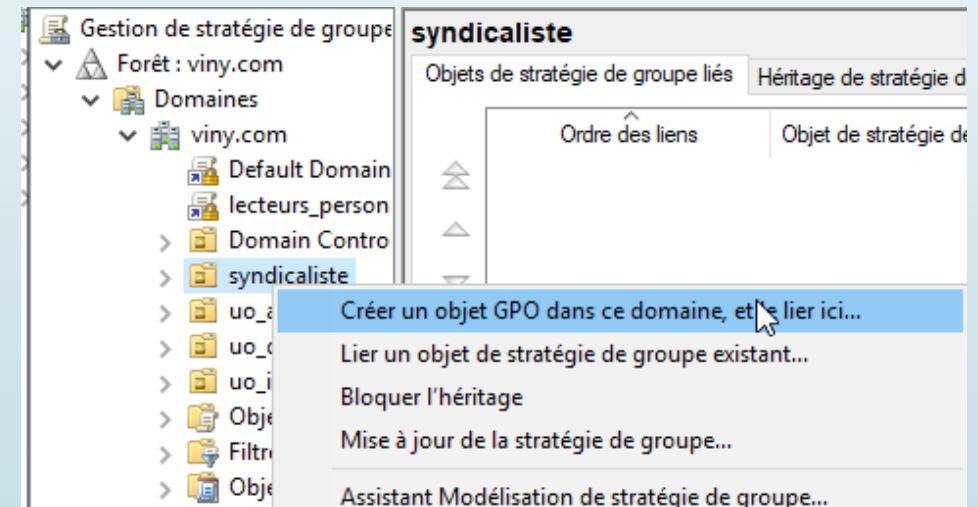 Gestion de stratégie de groupe
Forêt : viny.com
Domaines
viny.com
Default Domain
lecteurs_person
Domain Contro
syndicaliste
uo_
uo_
uo_i
Obje
Filtr
Obje
syndicaliste
Objets de stratégie de groupe liés
Héritage de stratégie d
Ordre des liens
Objet de stratégie de
Créer un objet GPO dans ce domaine, et le lier ici...
Lier un objet de stratégie de groupe existant...
Bloquer l'héritage
Mise à jour de la stratégie de groupe...
Assistant Modélisation de stratégie de groupe...